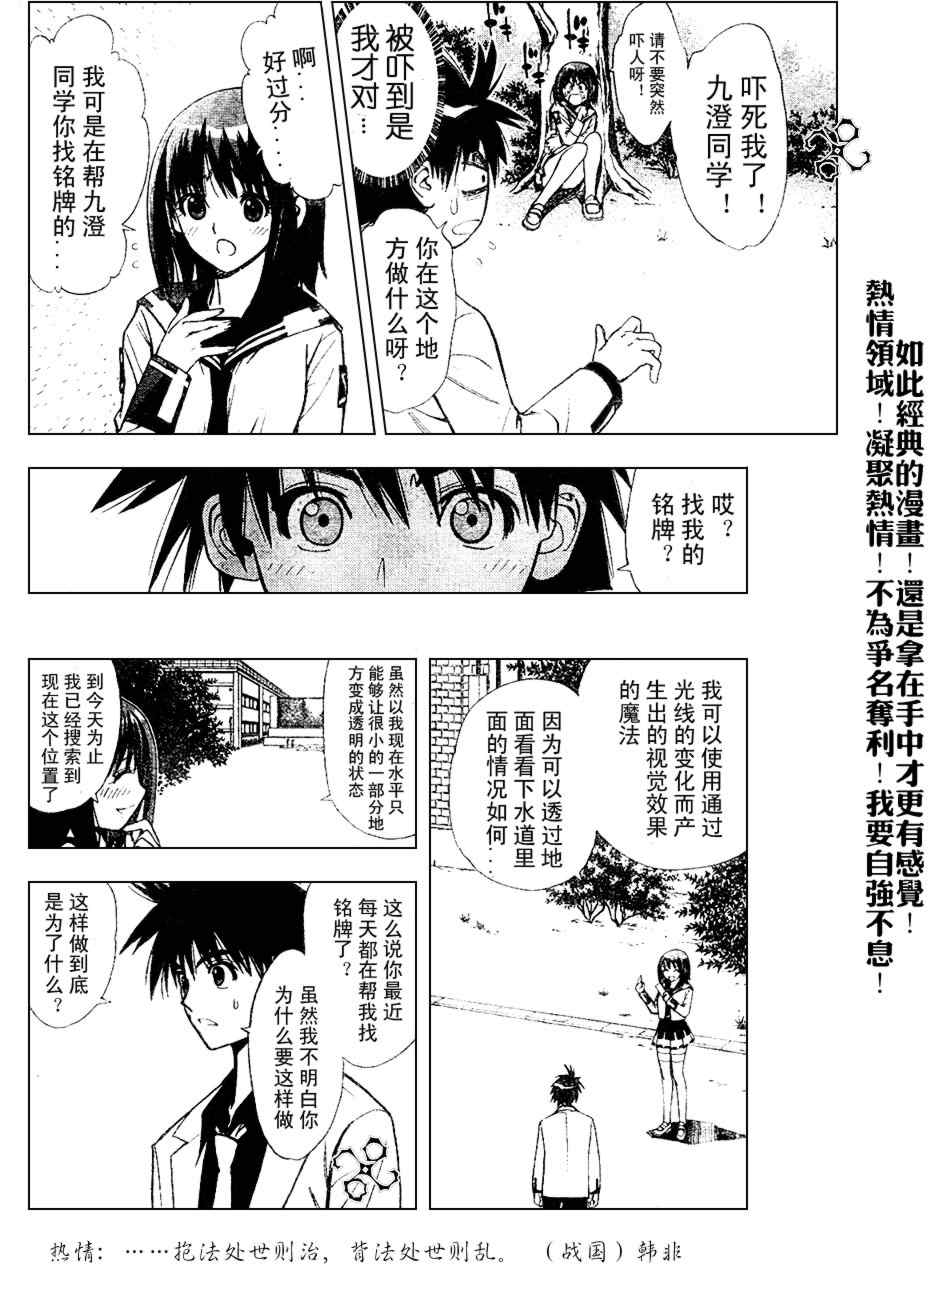 吓死我了！
九澄同学！
请不要突然
吓人呀！
被吓到是
我才对
…
你在这个地
方做什么呀？
啊....
好过分....
我可是在帮九澄
同学你找铭牌的...
哎？
找我的
铭牌？
我可以使用通过
光线的变化而产
生出的视觉效果
的魔法
因为可以透过地
面看看下水道里
面的情况如何...
虽然以我现在水平只
能够让很小的一部分地
方变成透明的状态
到今天为止
我已经搜索到
现在这个位置了
这么说你最近
每天都在帮我找
铭牌了？
虽然我不明白你
为什么要这样做
这样做到底
是为了什么？
如此經典的漫畫！還是拿在手中才更有感覺！
熱情領域！凝聚熱情！不為爭名奪利！我要自強不息！
热情：……抱法处世则治，背法处世则乱。（战国）韩非